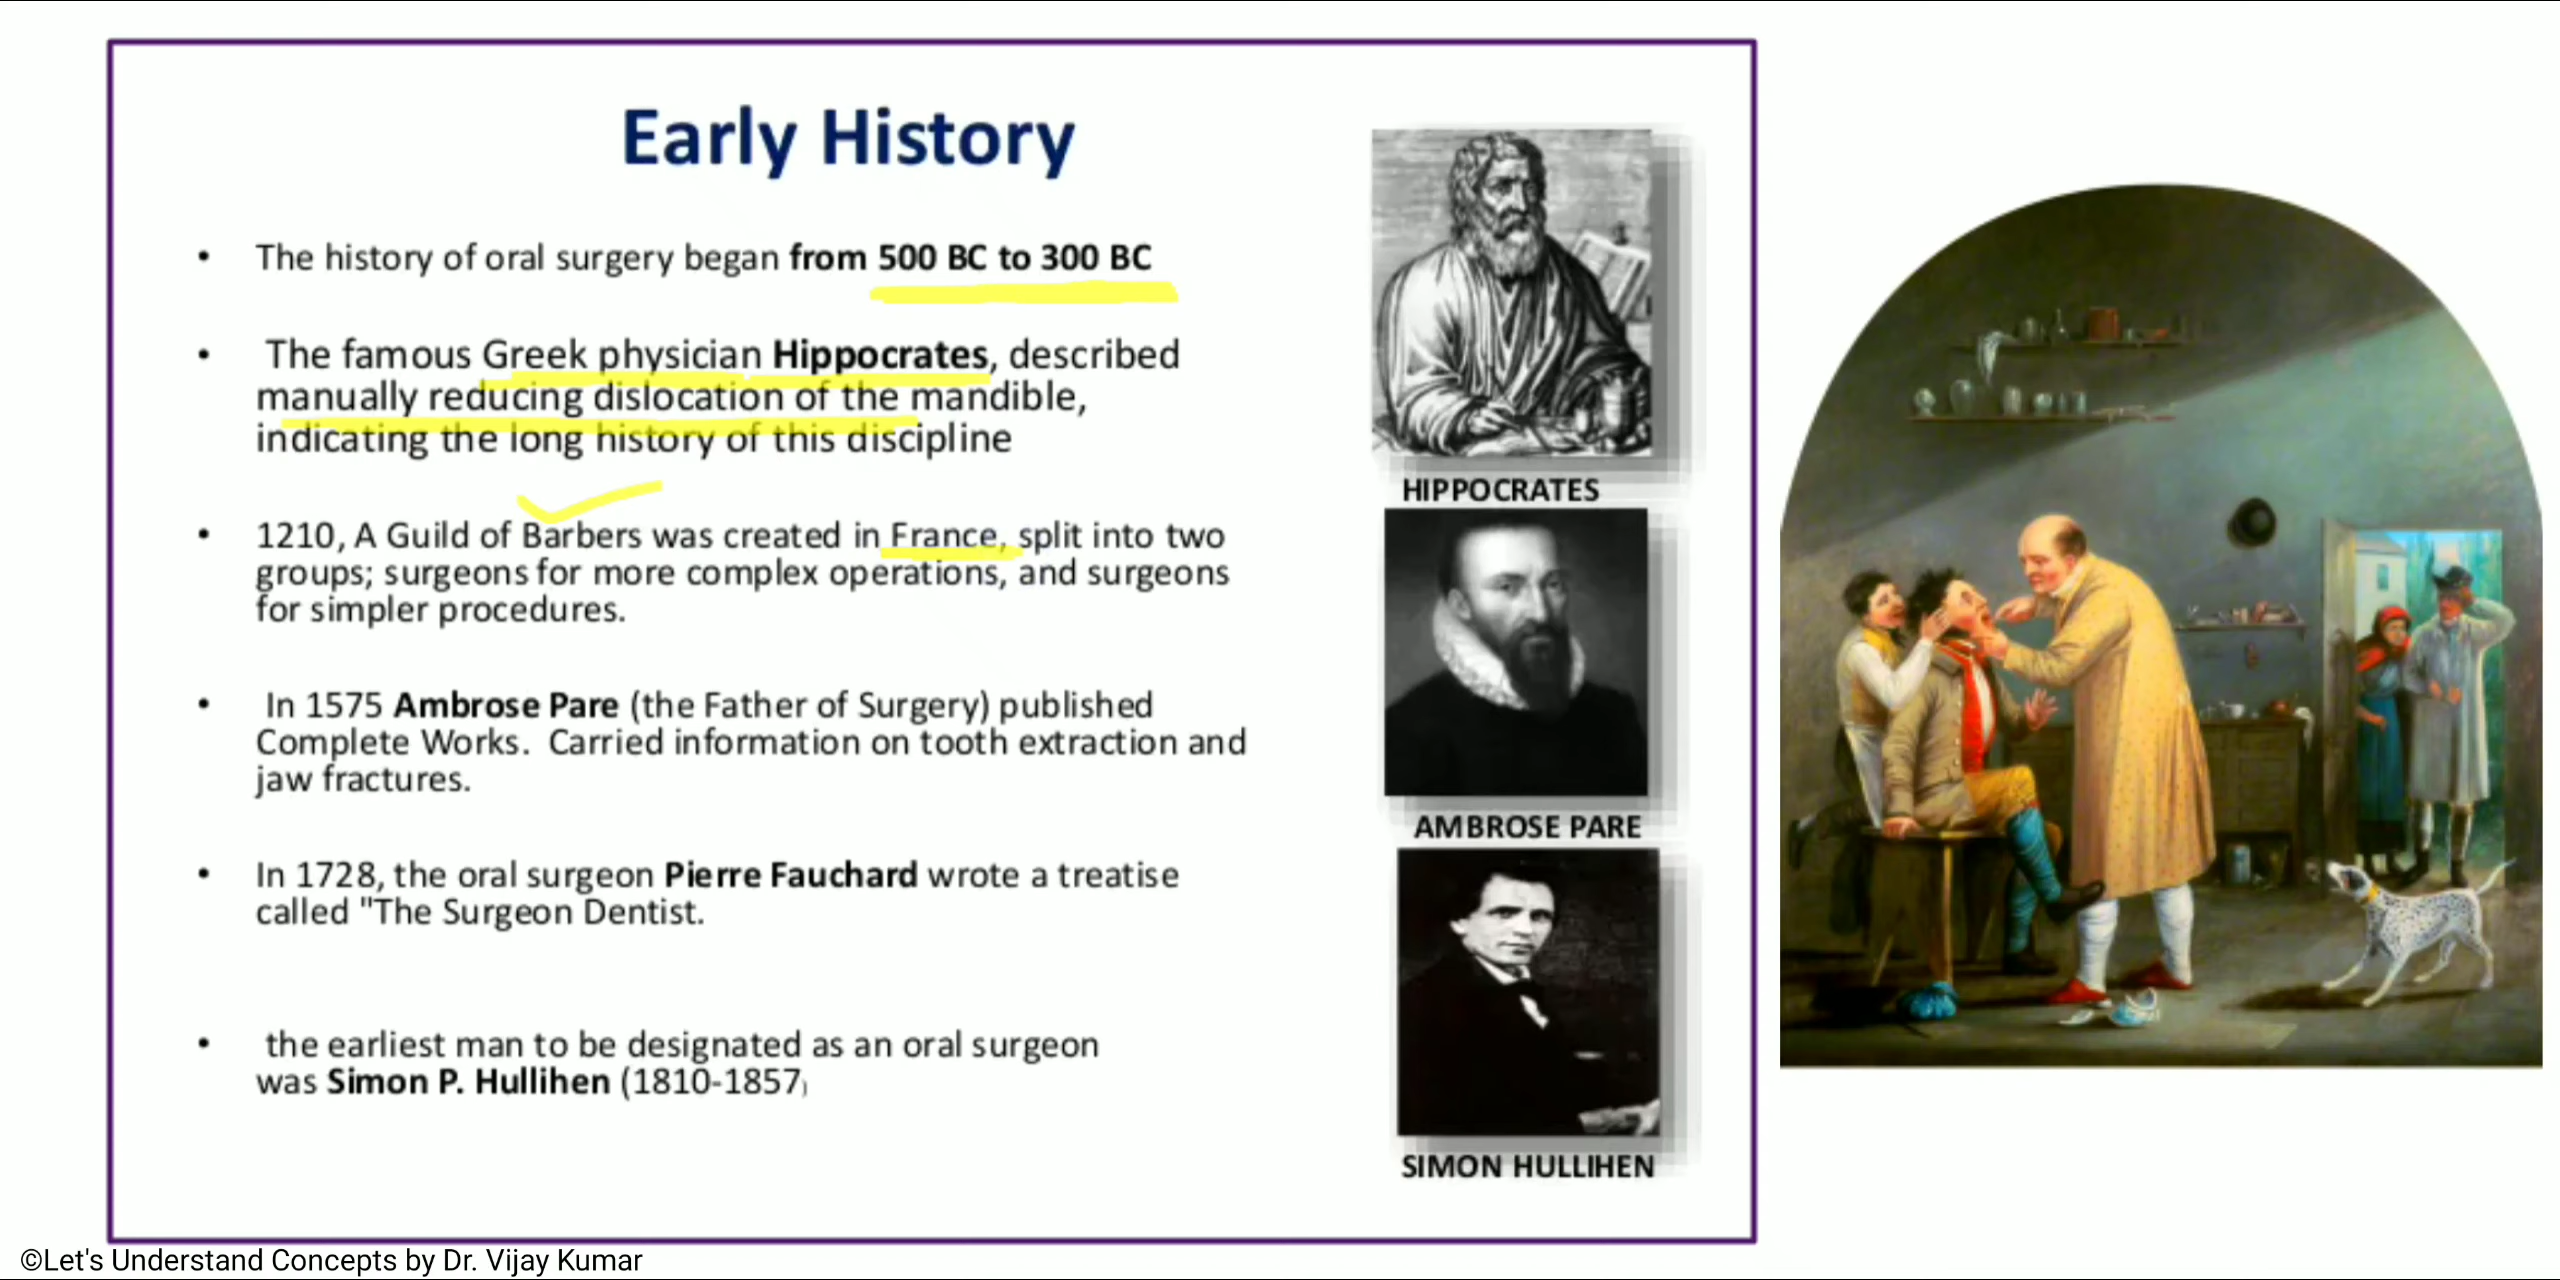 Early History
• The history of oral surgery began from 500 BC to 300 BC
• The famous Greek physician Hippocrates, described
manually reducing dislocation of the mandible,
indicating the long history of this discipline
• 1210, A Guild of Barbers was created in France, split into two
groups; surgeons for more complex operations, and surgeons
for simpler procedures.
• In 1575 Ambrose Pare (the Father of Surgery) published
Complete Works. Carried information on tooth extraction and
jaw fractures.
• In 1728, the oral surgeon Pierre Fauchard wrote a treatise
called "The Surgeon Dentist.
• the earliest man to be designated as an oral surgeon
was Simon P. Hullihen (1810-1857)
HIPPOCRATES
AMBROSE PARE
SIMON HULLIHEN
©Let's Understand Concepts by Dr. Vijay Kumar